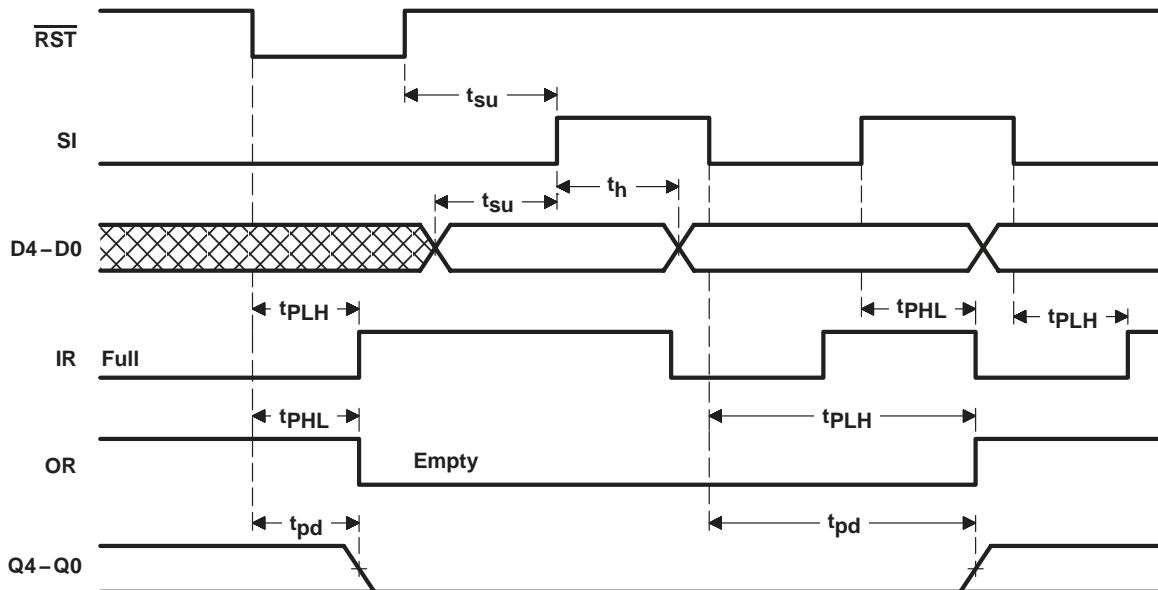 RST
tsu
SI
th
tsu
D4–D0
tPLH
tPHL
tPLH
IR
Full
tPHL
tPLH
OR
Empty
tpd
tpd
Q4–Q0